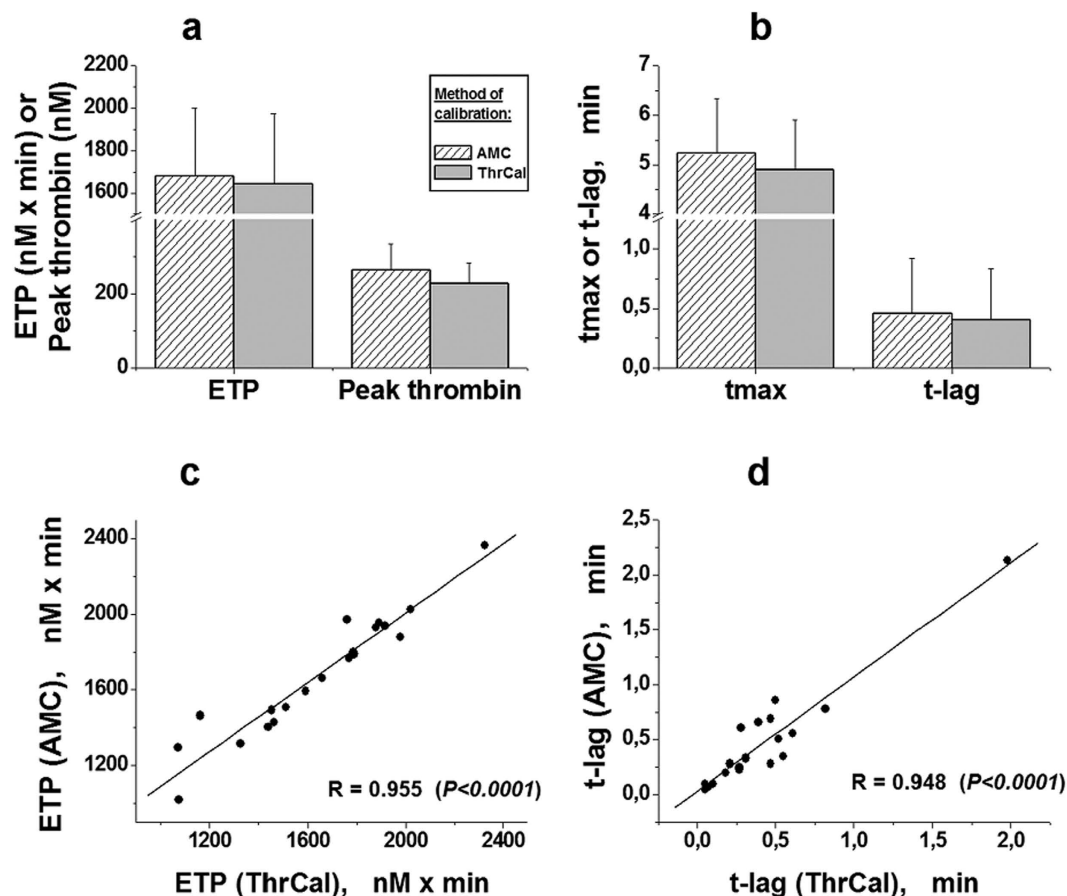 a
ETP (nM x min) or
Peak thrombin (nM)
2200
2000
1800
1600
200
0
Method of
calibration:
AMC
ThrCal
ETP
Peak thrombin
b
tmax or t-lag, min
7
6
5
4
1,0
0,5
0,0
tmax
t-lag
c
ETP (AMC), nM x min
2400
2000
1600
1200
R = 0.955 (P<0.0001)
1200
1600
2000
2400
ETP (ThrCal), nM x min
d
t-lag (AMC), min
2,5
2,0
1,5
1,0
0,5
0,0
R = 0.948 (P<0.0001)
0,0
0,5
1,0
1,5
2,0
t-lag (ThrCal), min